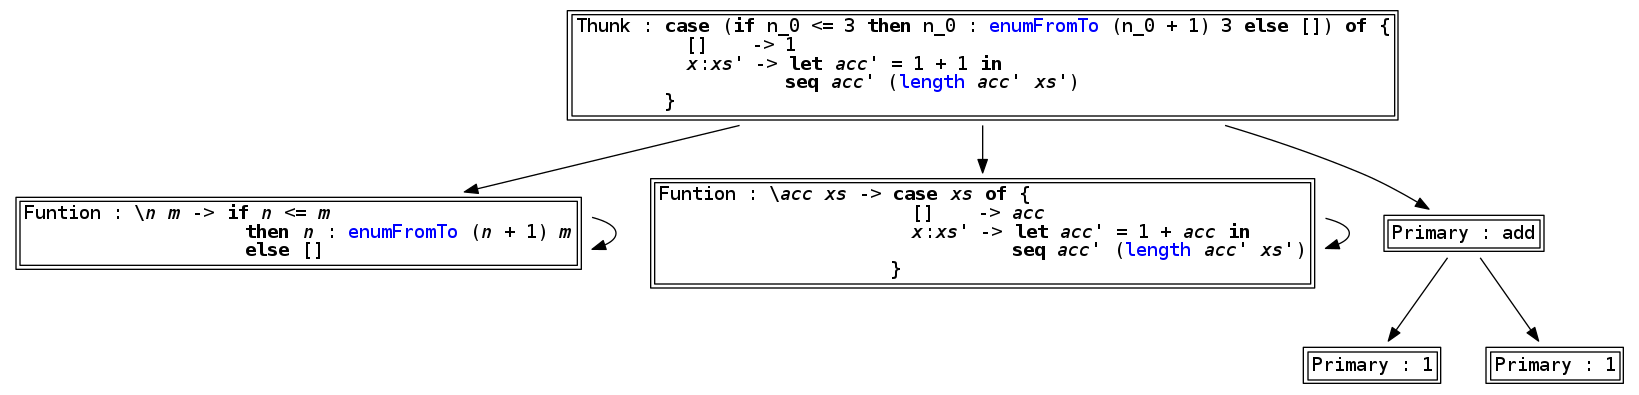 Thunk : case (if n_0 <= 3 then n_0 : enumFromTo (n_0 + 1) 3 else []) of {
[] -> 1
x:xs' -> let acc' = 1 + 1 in
seq acc' (length acc' xs')
}
Funtion : \n m -> if n <= m
then n : enumFromTo (n + 1) m
else []
Funtion : \acc xs -> case xs of {
[] -> acc
x:xs' -> let acc' = 1 + acc in
seq acc' (length acc' xs')
}
Primary : add
Primary : 1
Primary : 1